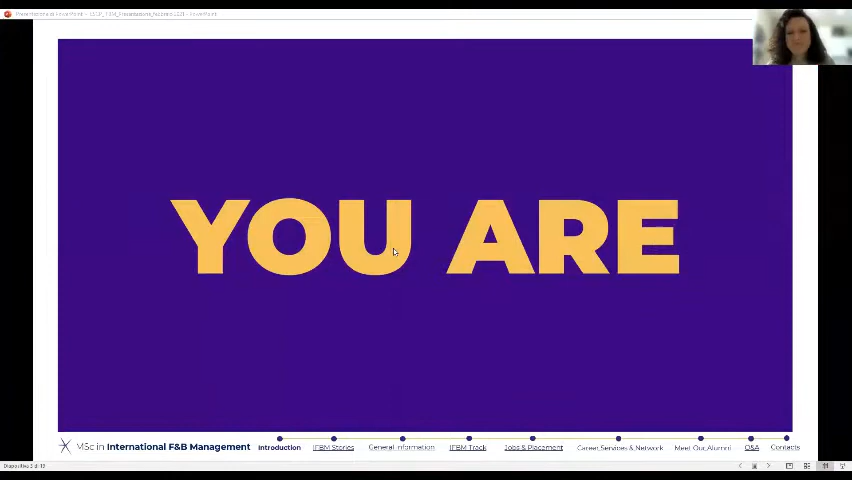 YOU ARE
MSc in International F&B Management
Introduction
IFBM Stories
General Information
IFBM Track
Jobs & Placement
Career Services & Network
Meet Our Alumni
Q&A
Contacts